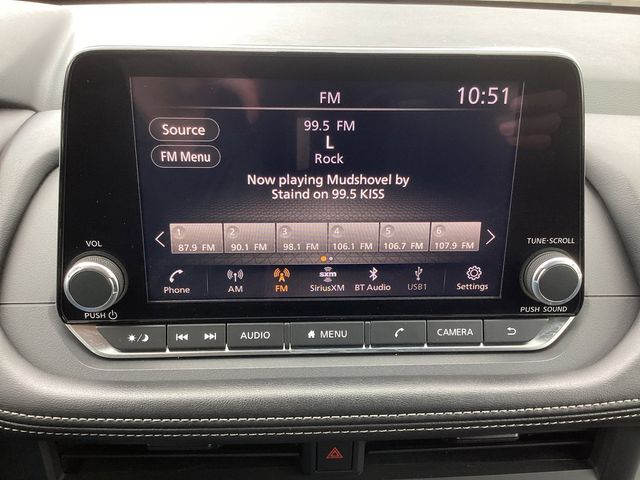 FM
10:51
Source
FM Menu
99.5 FM
L
Rock
Now playing Mudshovel by
Staind on 99.5 KISS
1 87.9 FM
2 90.1 FM
3 98.1 FM
4 106.1 FM
5 106.7 FM
6 107.9 FM
Phone
AM
FM
sxm
SiriusXM
BT Audio
USB1
Settings
VOL
PUSH
TUNE·SCROLL
PUSH SOUND
AUDIO
MENU
CAMERA